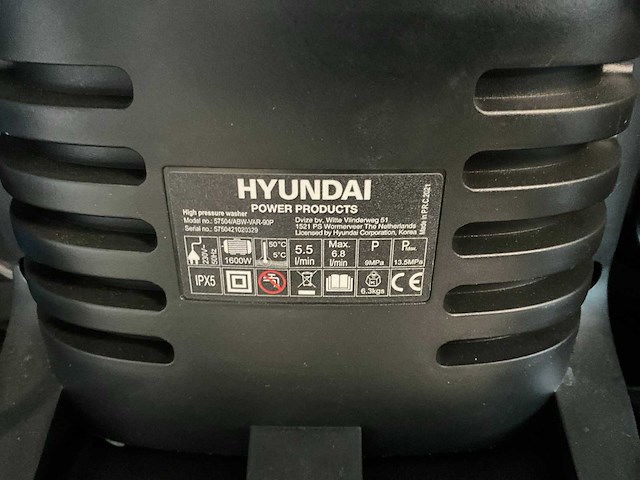 HYUNDAI
POWER PRODUCTS
High pressure washer
Model no.: 57504/ABW-VAR-90P
Serial no.: 575042102O329
Dvize bv, Witte Vlinderweg 51
1521 PS Wormerveer The Netherlands
Licensed by Hyundai Corporation, Korea
Made in P.R.C 2021
230V~
50Hz
1600W
50°C
5°C
5.5
l/min
Max.
6.8
l/min
P
9MPa
P Max.
13.5MPa
IPX5
6.3kgs
CE